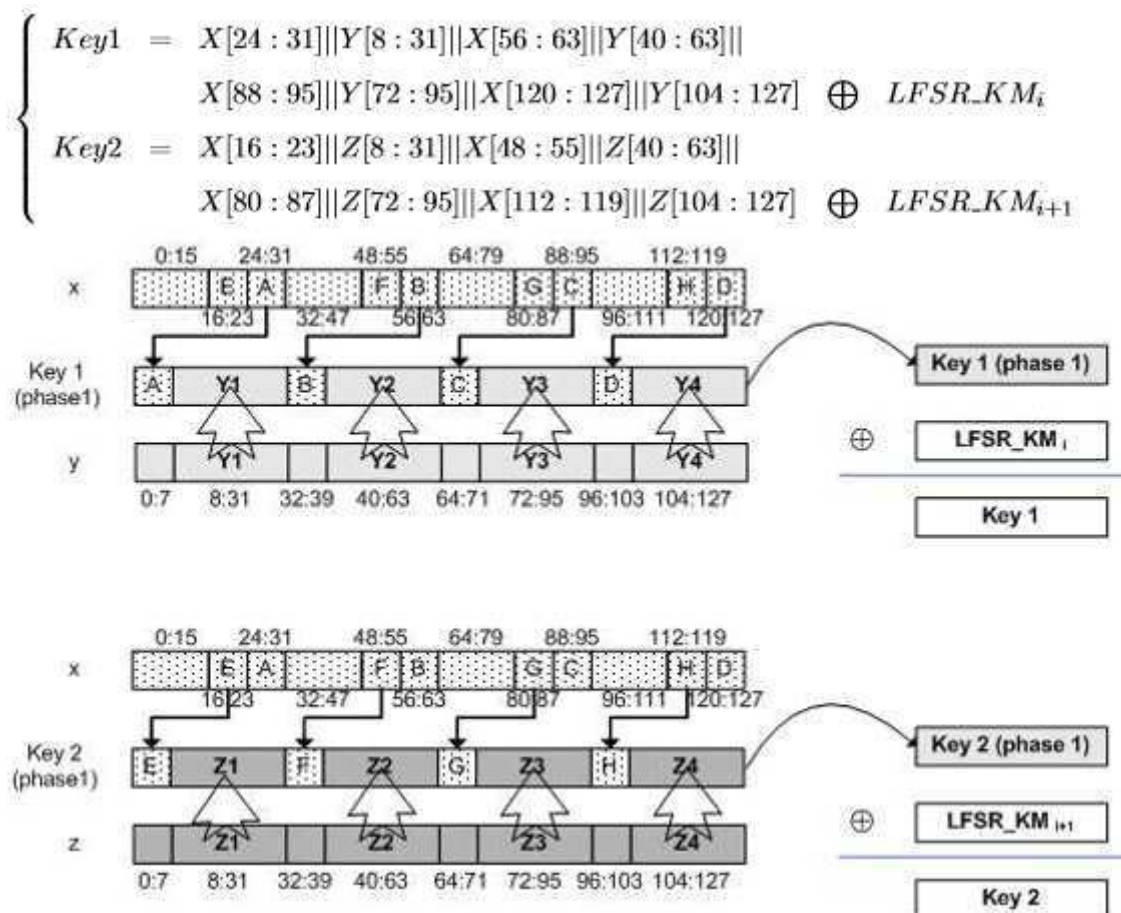 Key1 = X[24 : 31]||Y[8 : 31]||X[56 : 63]||Y[40 : 63]||
X[88 : 95]||Y[72 : 95]||X[120 : 127]||Y[104 : 127] ⊕ LFSR_KM_i
Key2 = X[16 : 23]||Z[8 : 31]||X[48 : 55]||Z[40 : 63]||
X[80 : 87]||Z[72 : 95]||X[112 : 119]||Z[104 : 127] ⊕ LFSR_KM_{i+1}
0:15 24:31 48:55 64:79 88:95 112:119
x E A F B G C H D
16:23 32:47 56:63 80:87 96:111 120:127
Key 1
(phase1)
A Y1 B Y2 C Y3 D Y4
Key 1 (phase 1)
⊕ LFSR_KM i
y Y1 Y2 Y3 Y4
0:7 8:31 32:39 40:63 64:71 72:95 96:103 104:127
Key 1
0:15 24:31 48:55 64:79 88:95 112:119
x E A F B G C H D
16:23 32:47 56:63 80:87 96:111 120:127
Key 2
(phase1)
E Z1 F Z2 G Z3 H Z4
Key 2 (phase 1)
⊕ LFSR_KM i+1
z Z1 Z2 Z3 Z4
0:7 8:31 32:39 40:63 64:71 72:95 96:103 104:127
Key 2